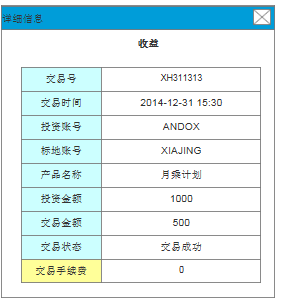 详细信息
收益
交易号 XH311313
交易时间 2014-12-31 15:30
投资账号 ANDOX
标地账号 XIAJING
产品名称 月乘计划
投资金额 1000
交易金额 500
交易状态 交易成功
交易手续费 0